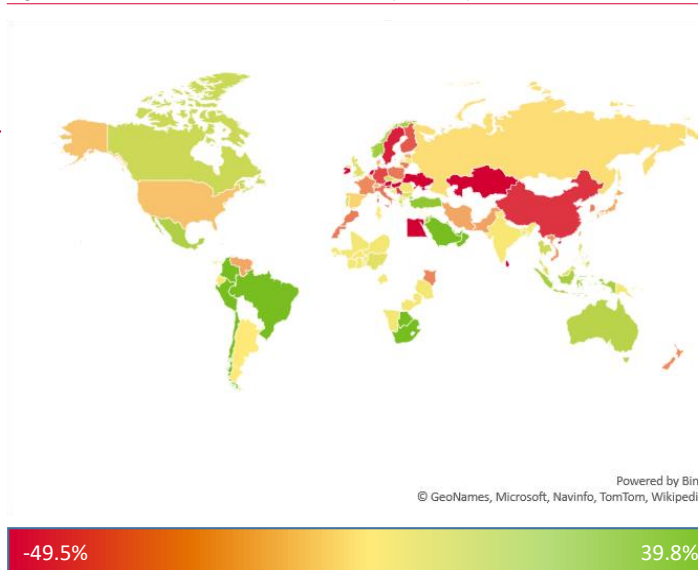 Powered by Bin
© GeoNames, Microsoft, Navinfo, TomTom, Wikipedi
-49.5% 39.8%